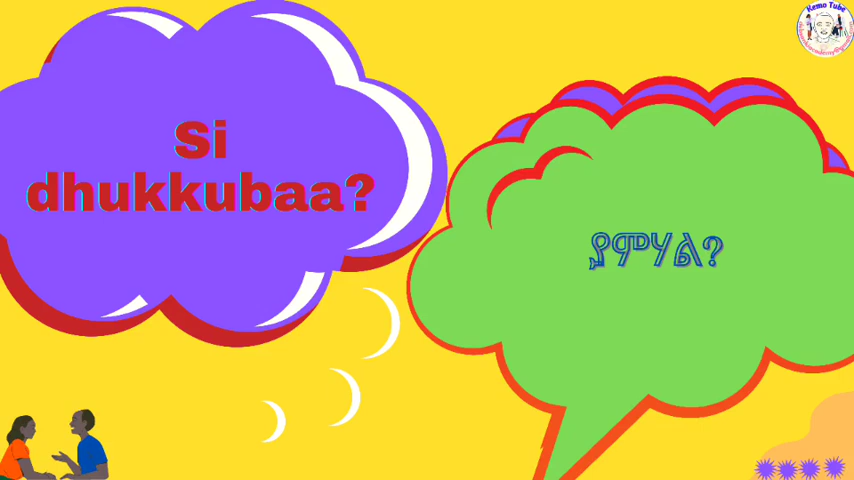 Kemo Tube
Si
dhukkubaa?
ያምሃል?